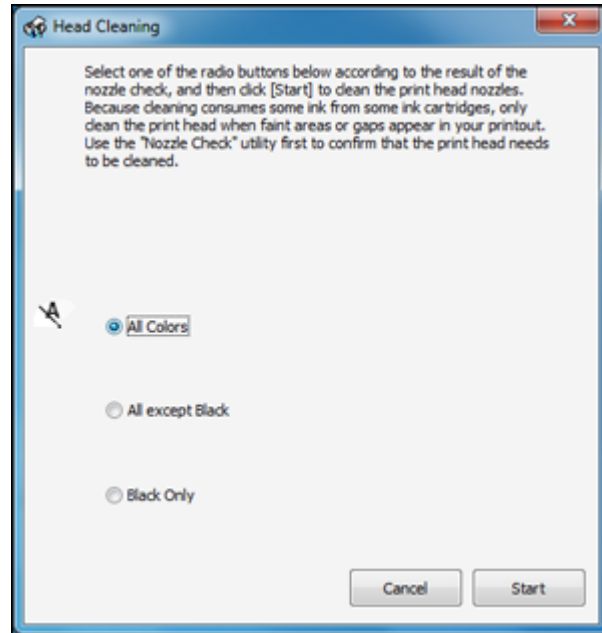 Head Cleaning
Select one of the radio buttons below according to the result of the
nozzle check, and then click [Start] to clean the print head nozzles.
Because cleaning consumes some ink from some ink cartridges, only
clean the print head when faint areas or gaps appear in your printout.
Use the "Nozzle Check" utility first to confirm that the print head needs
to be cleaned.
A
All Colors
All except Black
Black Only
Cancel
Start